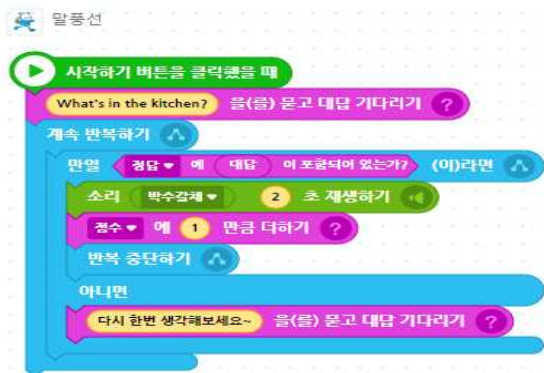 말풍선
시작하기 버튼을 클릭했을 때
What's in the kitchen? 을(를) 묻고 대답 기다리기 ?
계속 반복하기
만일 정답 에 대답 이 포함되어 있는가? (이)라면
소리 박수갈채 2 초 재생하기
점수 에 1 만큼 더하기 ?
반복 중단하기
아니면
다시 한번 생각해보세요~ 을(를) 묻고 대답 기다리기 ?